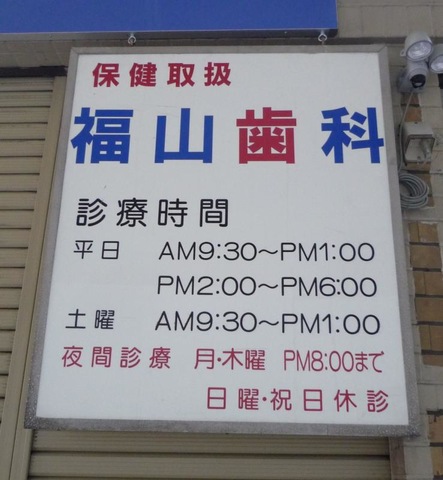 保健取扱
福山歯科
診療時間
平日 AM9:30〜PM1:00
PM2:00〜PM6:00
土曜 AM9:30〜PM1:00
夜間診療 月・木曜 PM8:00まで
日曜・祝日休診